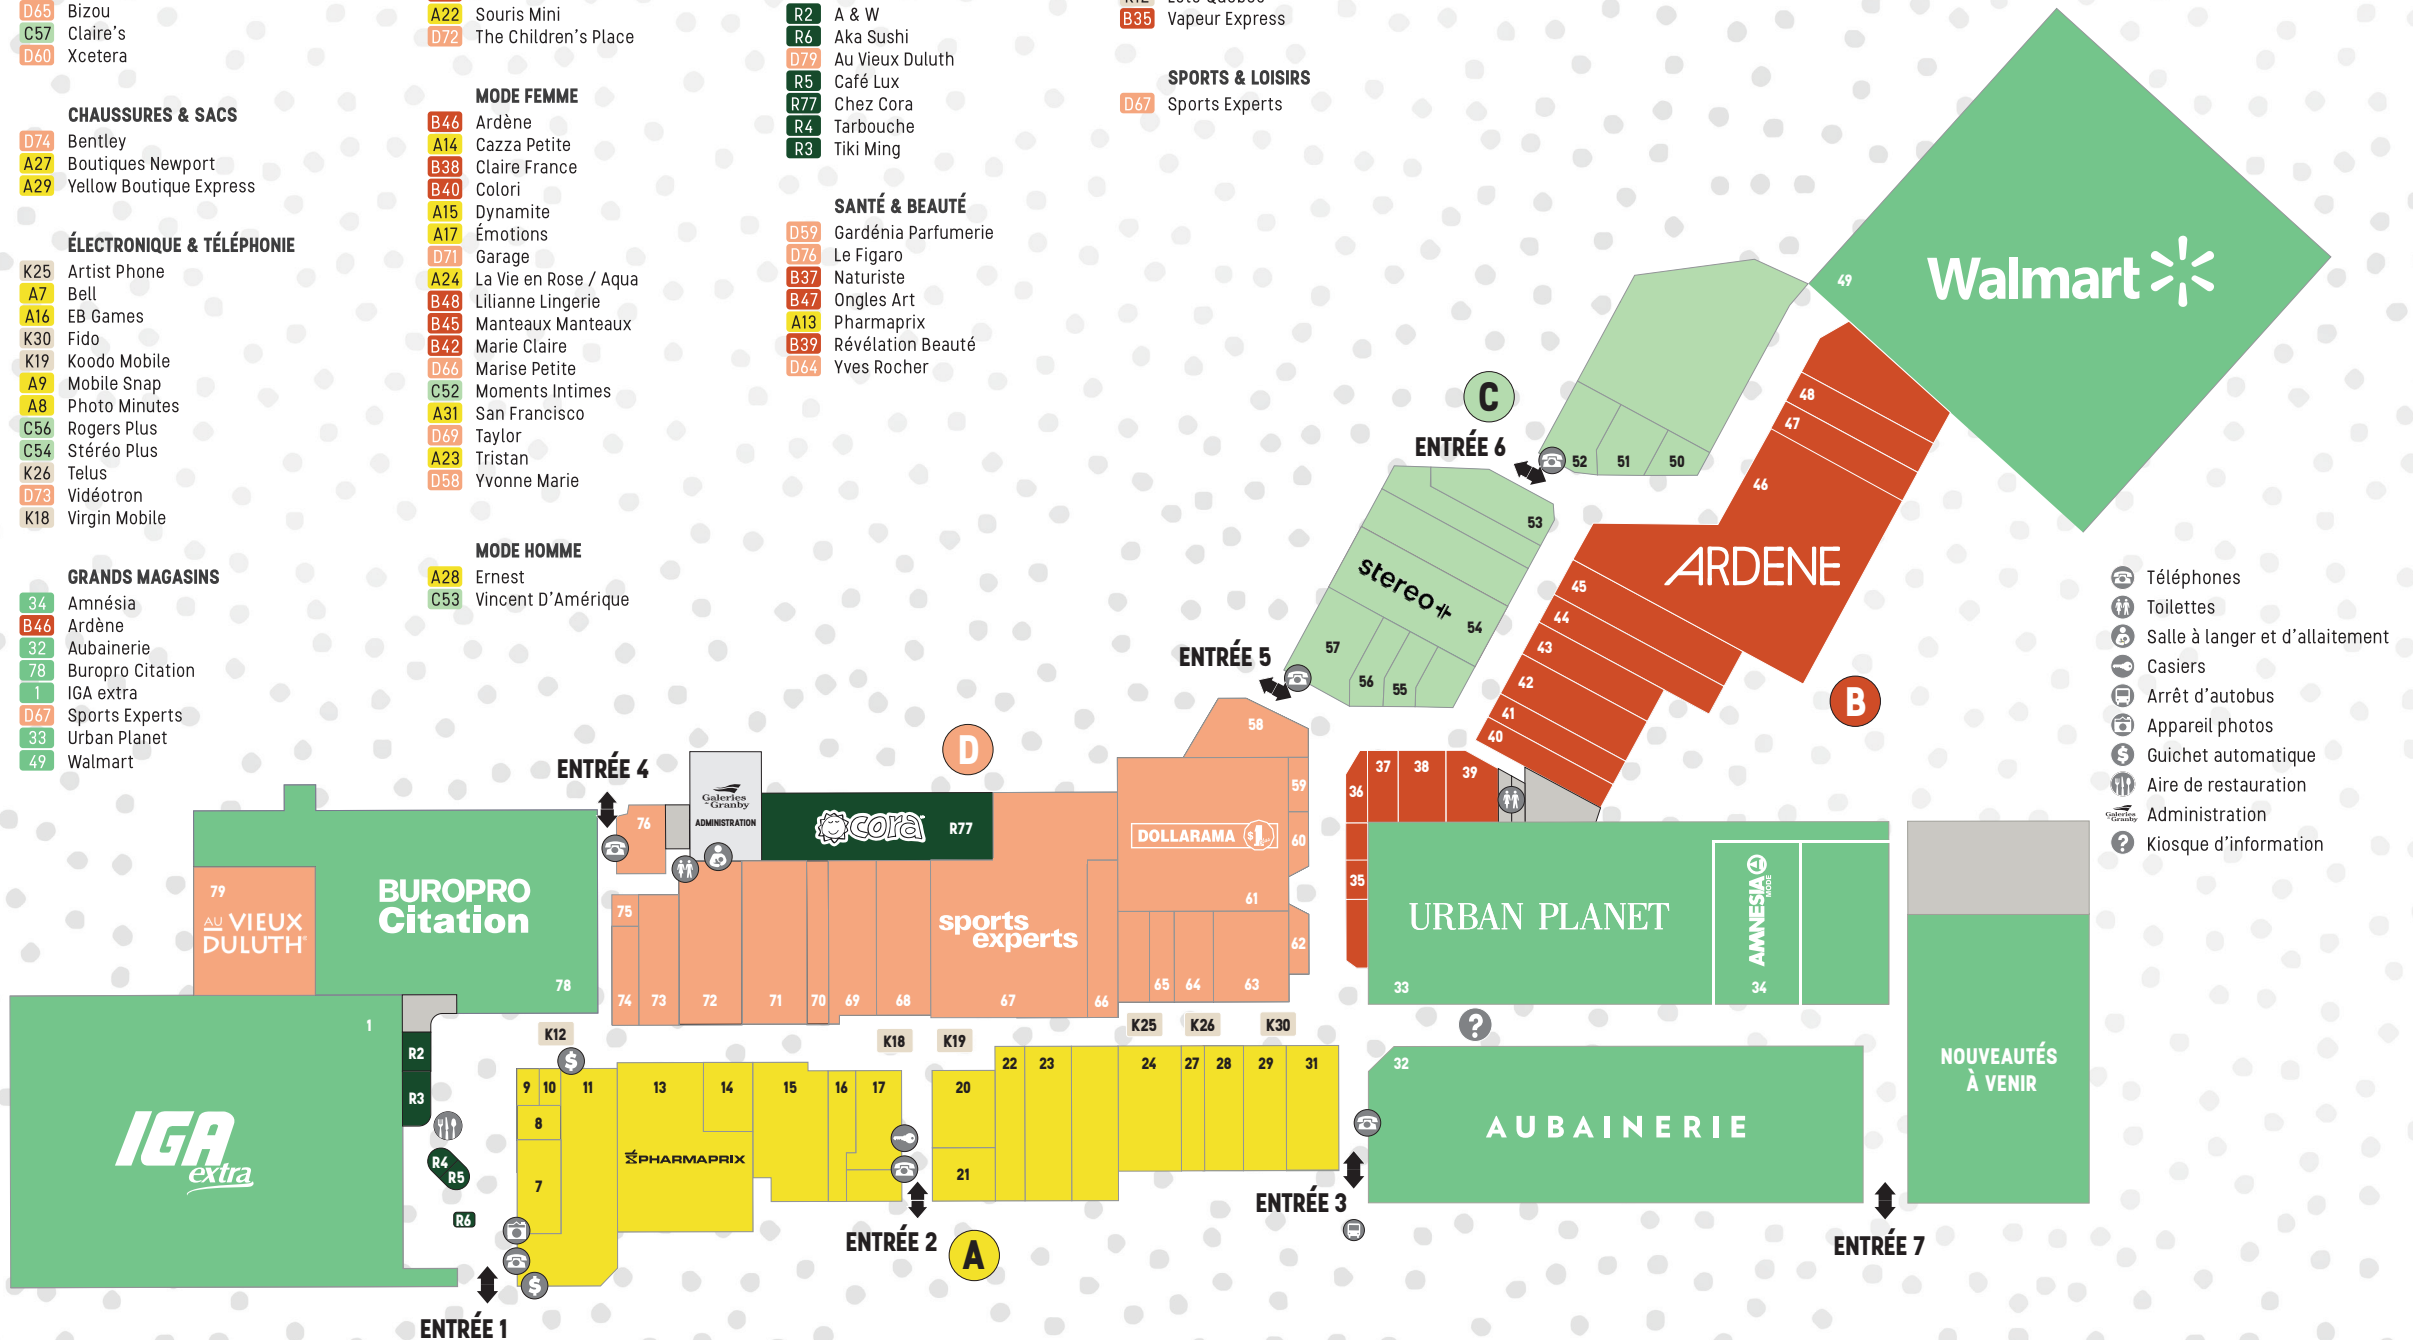 D65 Bizou
C57 Claire's
D60 Xcetera
CHAUSSURES & SACS
D74 Bentley
A27 Boutiques Newport
A29 Yellow Boutique Express
ÉLECTRONIQUE & TÉLÉPHONIE
K25 Artist Phone
A7 Bell
A16 EB Games
K30 Fido
K19 Koodo Mobile
A9 Mobile Snap
A8 Photo Minutes
C56 Rogers Plus
C54 Stéréo Plus
K26 Telus
D73 Vidéotron
K18 Virgin Mobile
GRANDS MAGASINS
34 Amnésia
B46 Ardène
32 Aubainerie
78 Buropro Citation
1 IGA extra
D67 Sports Experts
33 Urban Planet
49 Walmart
A22 Souris Mini
D72 The Children's Place
MODE FEMME
B46 Ardène
A14 Cazza Petite
B38 Claire France
B40 Colori
A15 Dynamite
A17 Émotions
D71 Garage
A24 La Vie en Rose / Aqua
B48 Lilianne Lingerie
B45 Manteaux Manteaux
B42 Marie Claire
D66 Marise Petite
C52 Moments Intimes
A31 San Francisco
D69 Taylor
A23 Tristan
D58 Yvonne Marie
MODE HOMME
A28 Ernest
C53 Vincent D'Amérique
R2 A & W
R6 Aka Sushi
D79 Au Vieux Duluth
R5 Café Lux
R77 Chez Cora
R4 Tarbouche
R3 Tiki Ming
SANTÉ & BEAUTÉ
D59 Gardénia Parfumerie
D76 Le Figaro
B37 Naturiste
B47 Ongles Art
A13 Pharmaprix
B39 Révélation Beauté
D64 Yves Rocher
B35 Vapeur Express
SPORTS & LOISIRS
D67 Sports Experts
49
Walmart
48
47
46
ARDENE
45
44
43
42
41
40
B
C
ENTRÉE 6
52 51 50
53
stereo+
54
57
56
55
ENTRÉE 5
58
D
ENTRÉE 4
76
Galeries de Granby
ADMINISTRATION
cora
R77
DOLLARAMA $1
59
60
61
62
36
37
38
39
35
79
AU VIEUX
DULUTH
BUROPRO
Citation
78
75
74
73
72
71
70
69
68
sports
experts
67
66
65
64
63
URBAN PLANET
33
AMNESIA
MODE
34
1
IGA
extra
R2
R3
R4
R5
R6
K12
K18
K19
K25
K26
K30
9
10
11
8
7
13
14
PHARMAPRIX
15
16
17
20
21
22
23
24
27
28
29
31
32
AUBAINERIE
NOUVEAUTÉS
À VENIR
ENTRÉE 1
ENTRÉE 2
A
ENTRÉE 3
ENTRÉE 7
Téléphones
Toilettes
Salle à langer et d'allaitement
Casiers
Arrêt d'autobus
Appareil photos
Guichet automatique
Aire de restauration
Galeries de Granby Administration
? Kiosque d'information